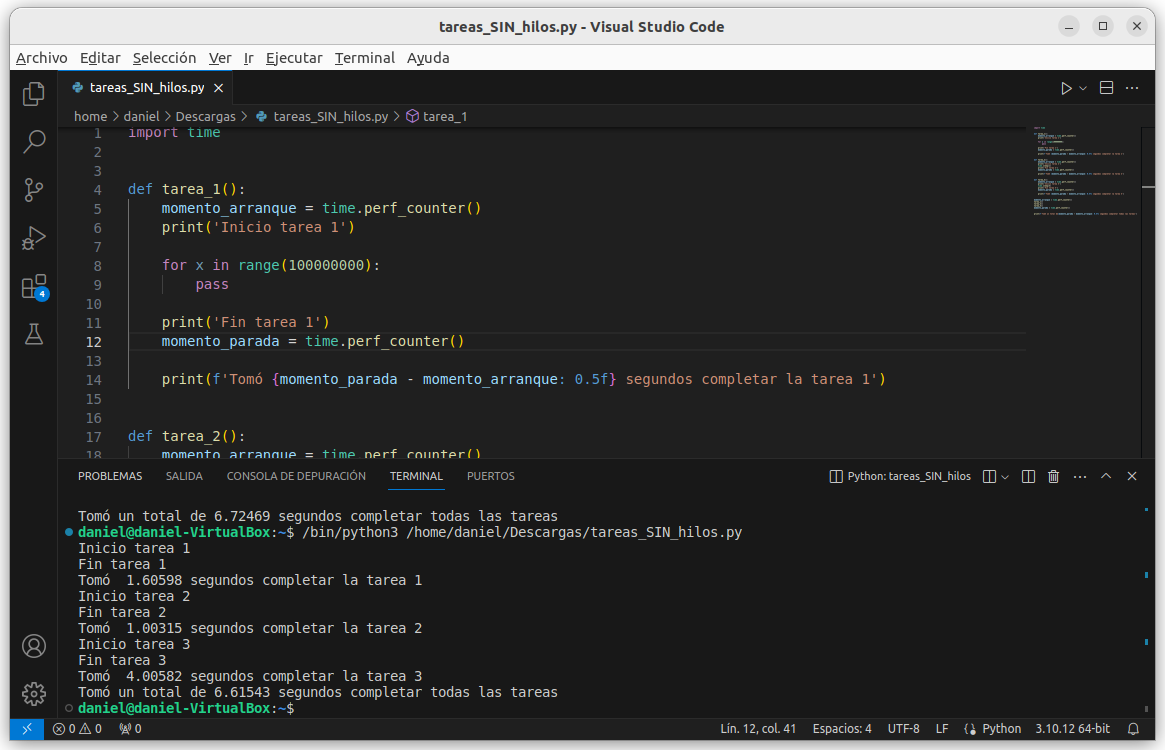 tareas_SIN_hilos.py - Visual Studio Code
Archivo Editar Selección Ver Ir Ejecutar Terminal Ayuda
tareas_SIN_hilos.py
home > daniel > Descargas > tareas_SIN_hilos.py > tarea_1
1 import time
2
3
4 def tarea_1():
5 momento_arranque = time.perf_counter()
6 print('Inicio tarea 1')
7
8 for x in range(100000000):
9 pass
10
11 print('Fin tarea 1')
12 momento_parada = time.perf_counter()
13
14 print(f'Tomó {momento_parada - momento_arranque: 0.5f} segundos completar la tarea 1')
15
16
17 def tarea_2():
18 momento_arranque = time.perf_counter()
4
PROBLEMAS SALIDA CONSOLA DE DEPURACIÓN TERMINAL PUERTOS Python: tareas_SIN_hilos
Tomó un total de 6.72469 segundos completar todas las tareas
daniel@daniel-VirtualBox:~$ /bin/python3 /home/daniel/Descargas/tareas_SIN_hilos.py
Inicio tarea 1
Fin tarea 1
Tomó  1.60598 segundos completar la tarea 1
Inicio tarea 2
Fin tarea 2
Tomó  1.00315 segundos completar la tarea 2
Inicio tarea 3
Fin tarea 3
Tomó  4.00582 segundos completar la tarea 3
Tomó un total de 6.61543 segundos completar todas las tareas
daniel@daniel-VirtualBox:~$
0 0 0 Lín. 12, col. 41 Espacios: 4 UTF-8 LF Python 3.10.12 64-bit